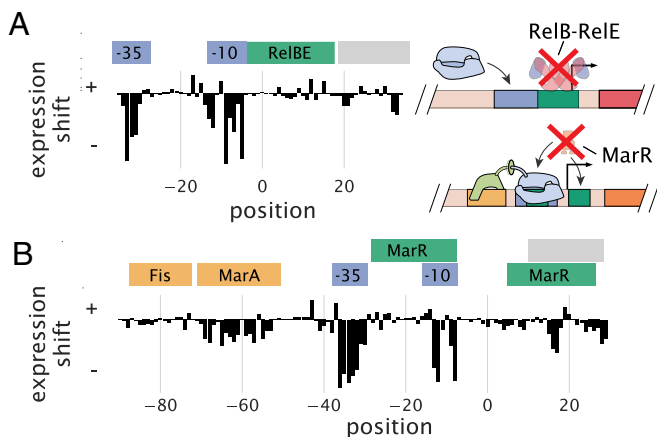 A
-35
-10
RelBE
+
-
expression
shift
−20
0
20
position
RelB-RelE
MarR
B
MarR
Fis
MarA
-35
-10
MarR
+
-
expression
shift
−80
−60
−40
−20
0
20
position